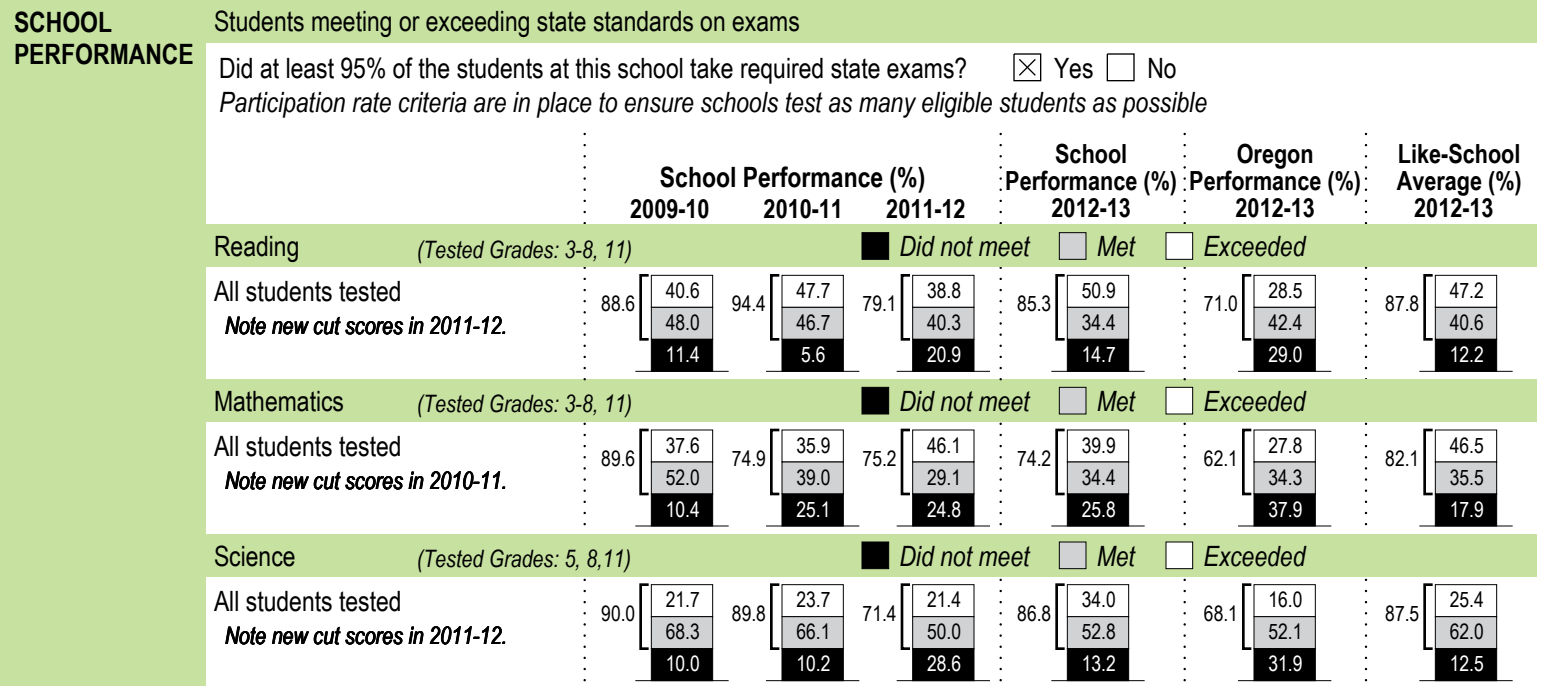 SCHOOL PERFORMANCE
Students meeting or exceeding state standards on exams
Did at least 95% of the students at this school take required state exams? ☒ Yes ☐ No
Participation rate criteria are in place to ensure schools test as many eligible students as possible
School Performance (%)
2009-10 2010-11 2011-12
School Performance (%) 2012-13
Oregon Performance (%) 2012-13
Like-School Average (%) 2012-13
Reading (Tested Grades: 3-8, 11) Did not meet Met Exceeded
All students tested
Note new cut scores in 2011-12.
88.6 40.6 48.0 11.4
94.4 47.7 46.7 5.6
79.1 38.8 40.3 20.9
85.3 50.9 34.4 14.7
71.0 28.5 42.4 29.0
87.8 47.2 40.6 12.2
Mathematics (Tested Grades: 3-8, 11) Did not meet Met Exceeded
All students tested
Note new cut scores in 2010-11.
89.6 37.6 52.0 10.4
74.9 35.9 39.0 25.1
75.2 46.1 29.1 24.8
74.2 39.9 34.4 25.8
62.1 27.8 34.3 37.9
82.1 46.5 35.5 17.9
Science (Tested Grades: 5, 8,11) Did not meet Met Exceeded
All students tested
Note new cut scores in 2011-12.
90.0 21.7 68.3 10.0
89.8 23.7 66.1 10.2
71.4 21.4 50.0 28.6
86.8 34.0 52.8 13.2
68.1 16.0 52.1 31.9
87.5 25.4 62.0 12.5